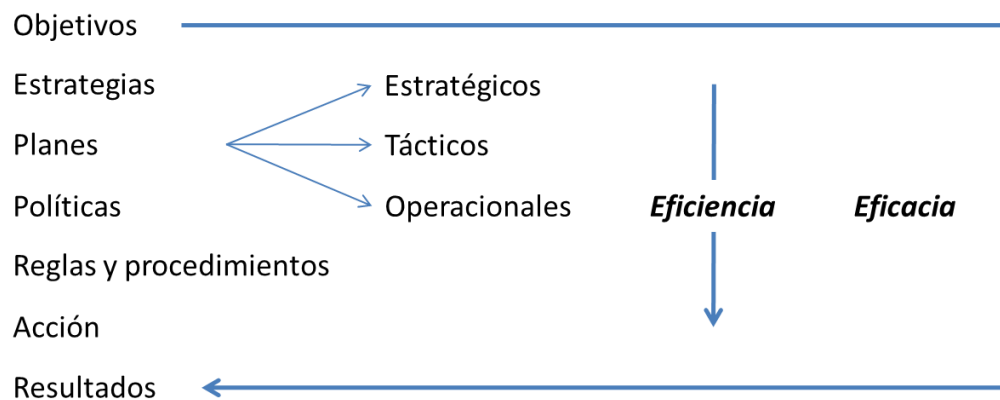 Objetivos
Estrategias Estratégicos
Planes Tácticos
Políticas Operacionales Eficiencia Eficacia
Reglas y procedimientos
Acción
Resultados